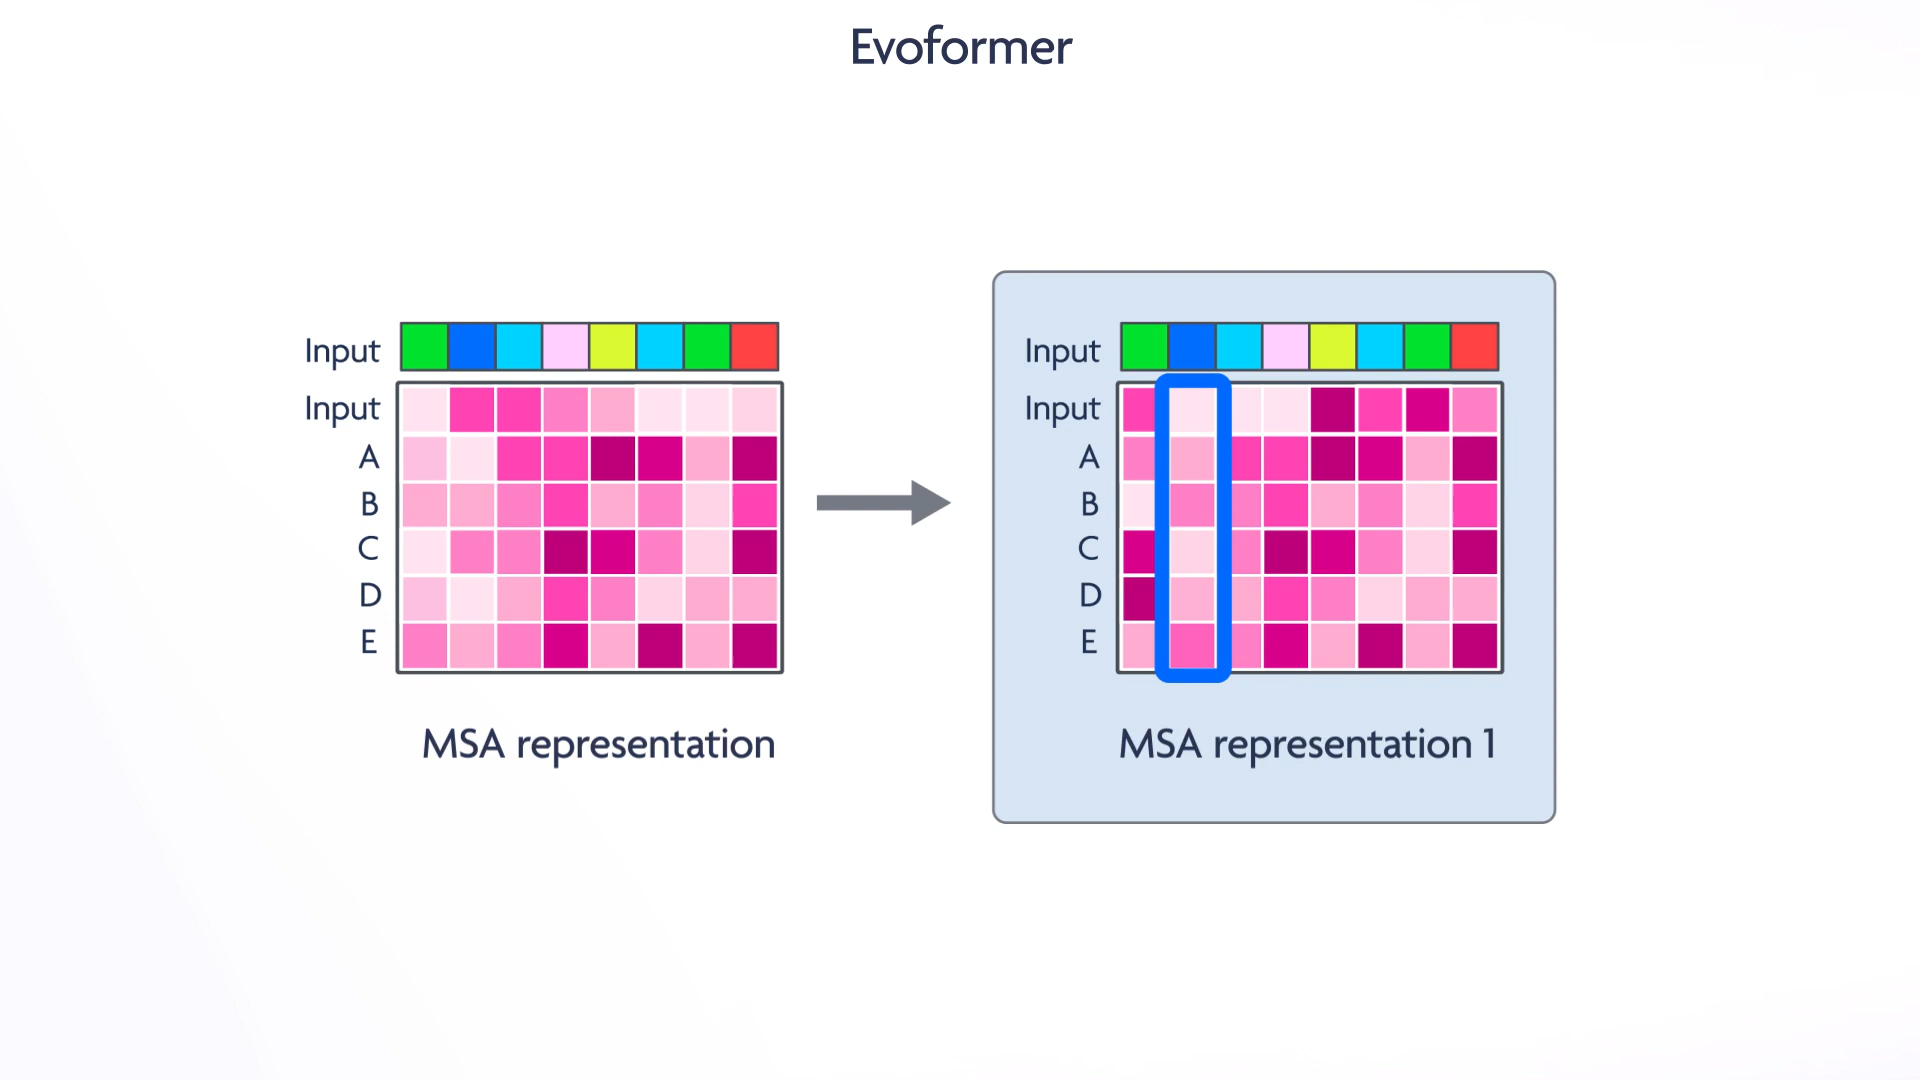 Evoformer
Input
Input
A
B
C
D
E
MSA representation
Input
Input
A
B
C
D
E
MSA representation 1